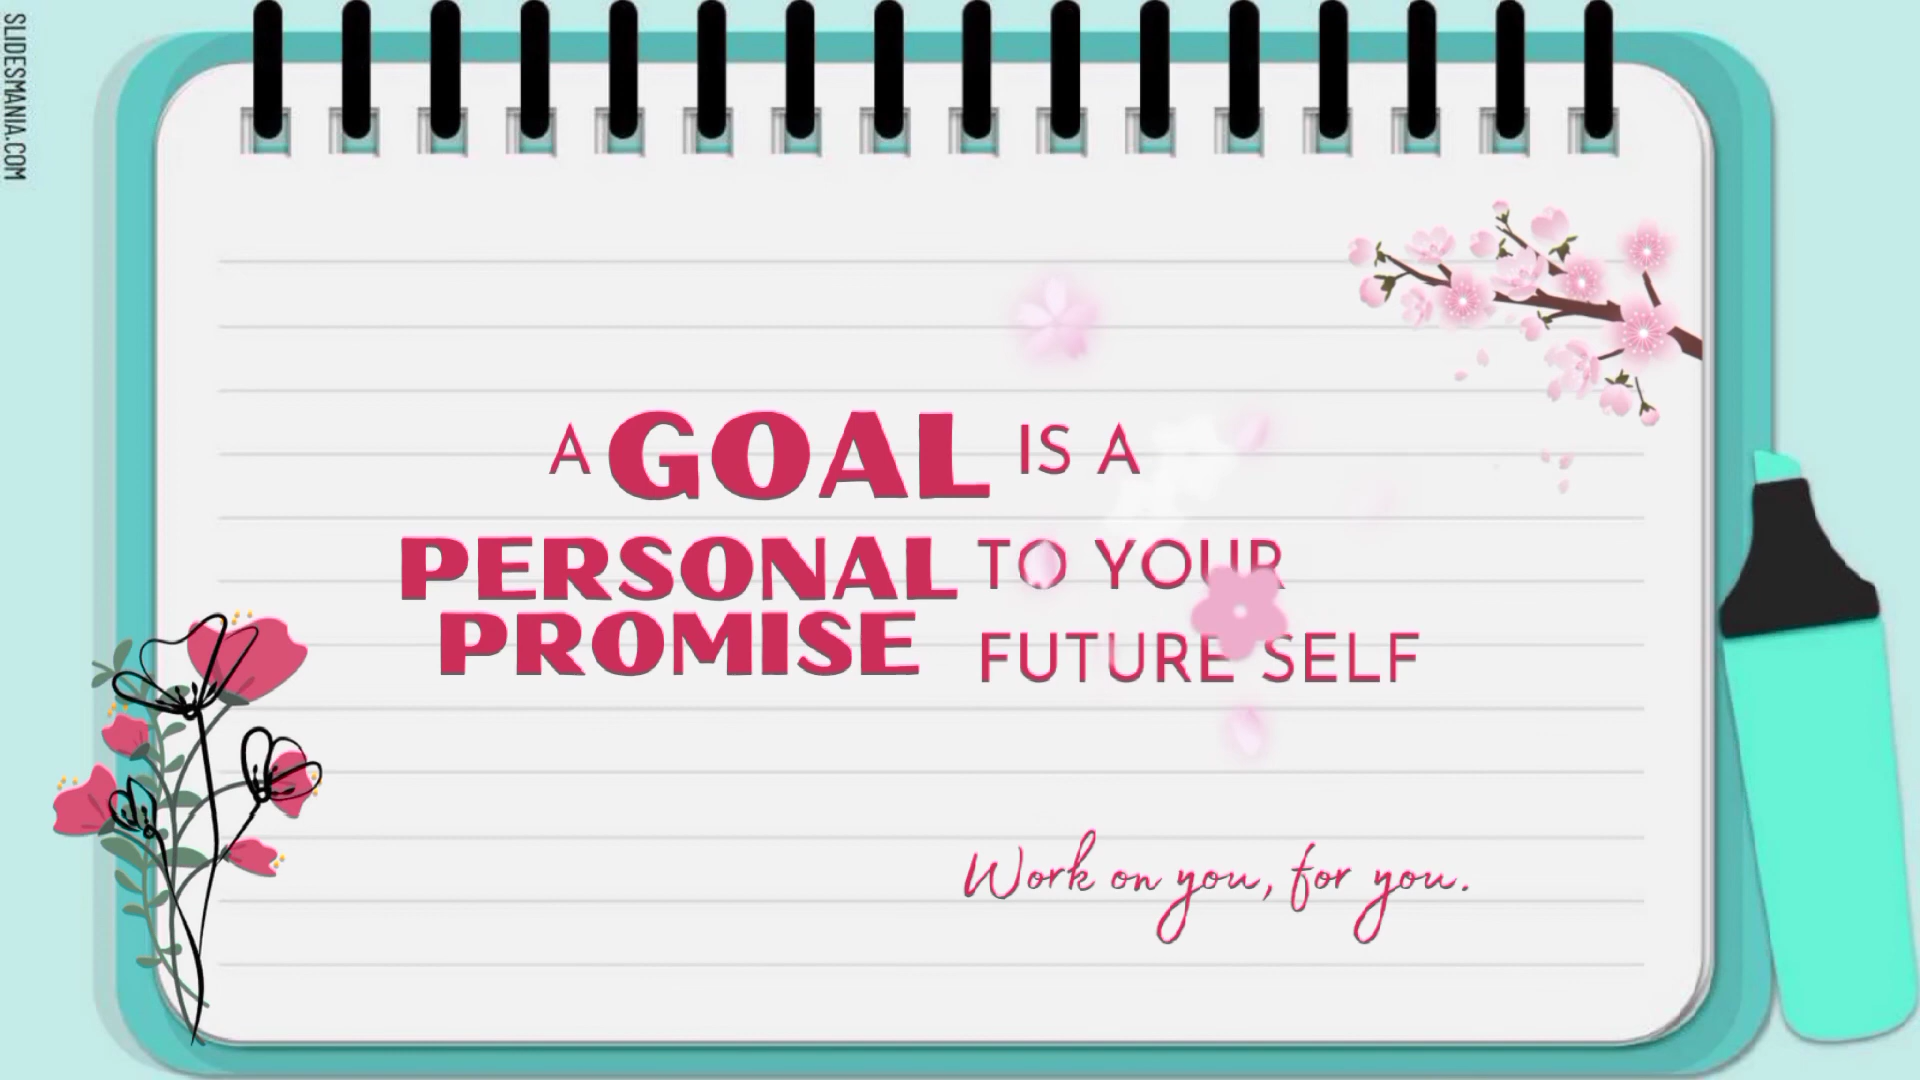 SLIDESMANIA.COM
A GOAL IS A
PERSONAL TO YOUR
PROMISE FUTURE SELF
Work on you, for you.